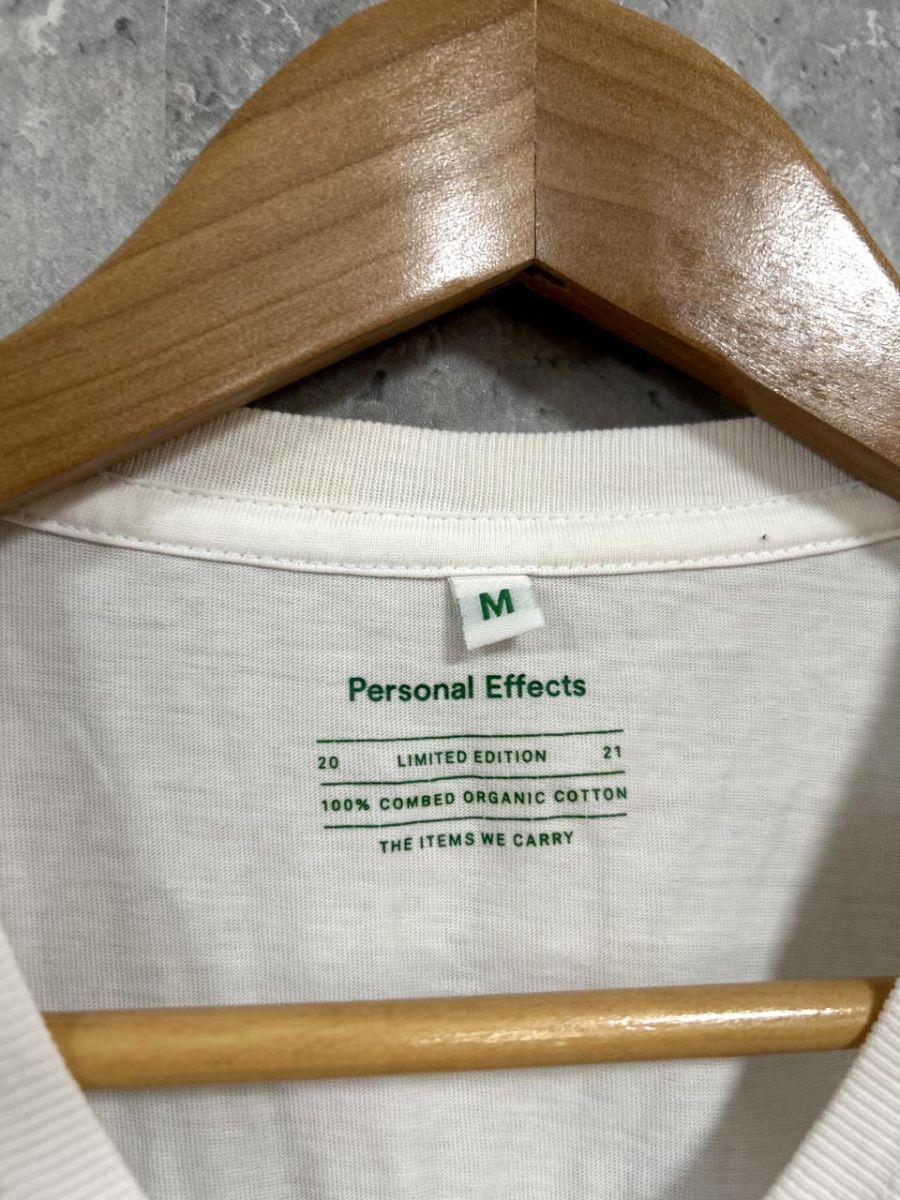 M
Personal Effects
20 LIMITED EDITION 21
100% COMBED ORGANIC COTTON
THE ITEMS WE CARRY